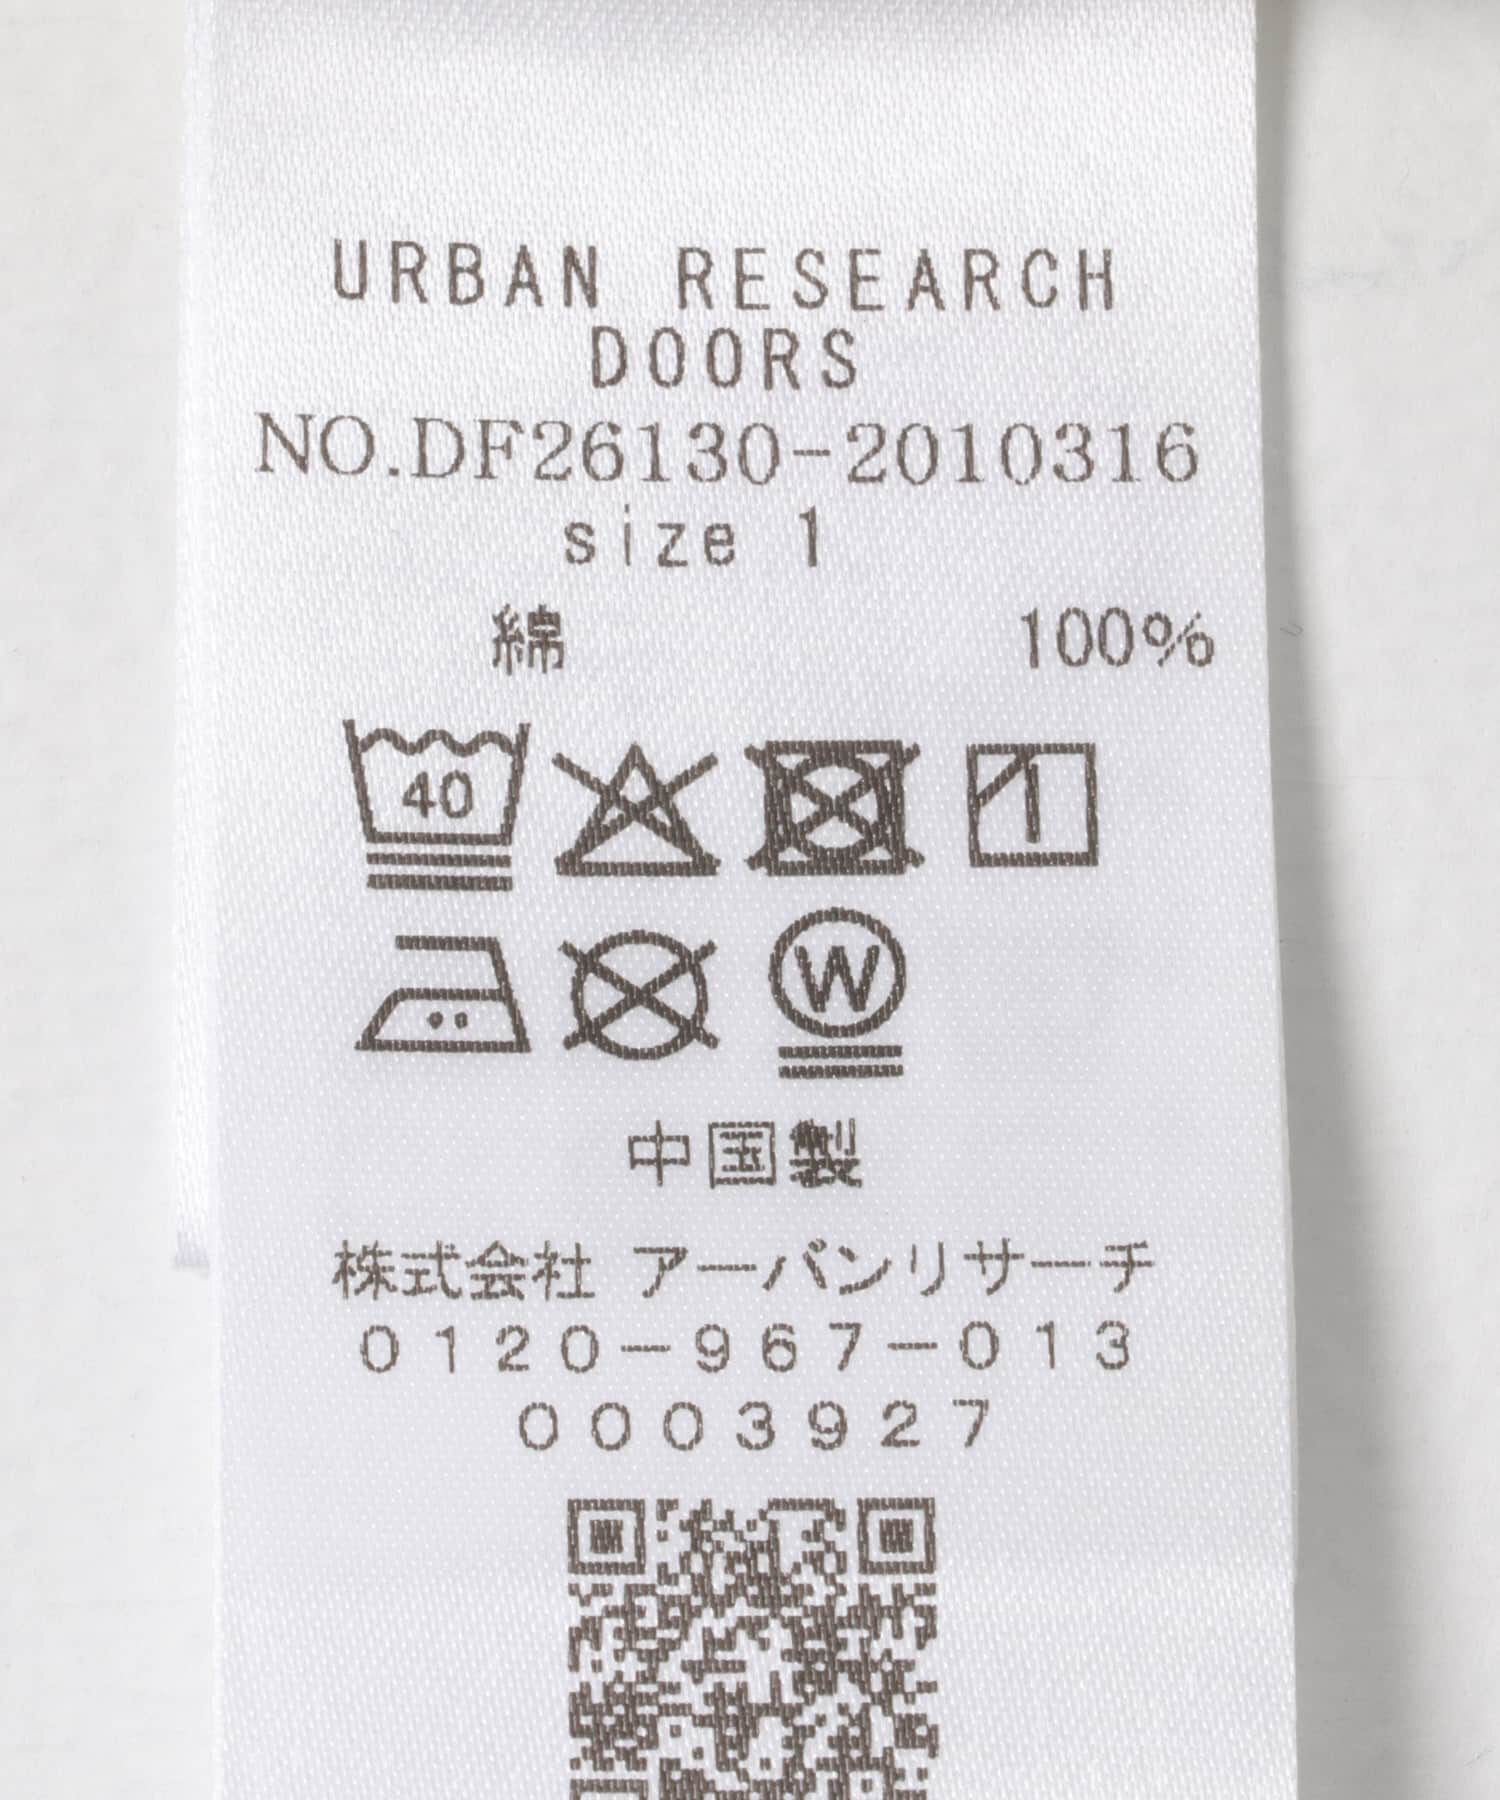 URBAN RESEARCH
DOORS
NO.DF26130-2010316
size 1
綿 100%
40
W
中国製
株式会社 アーバンリサーチ
0120-967-013
0003927